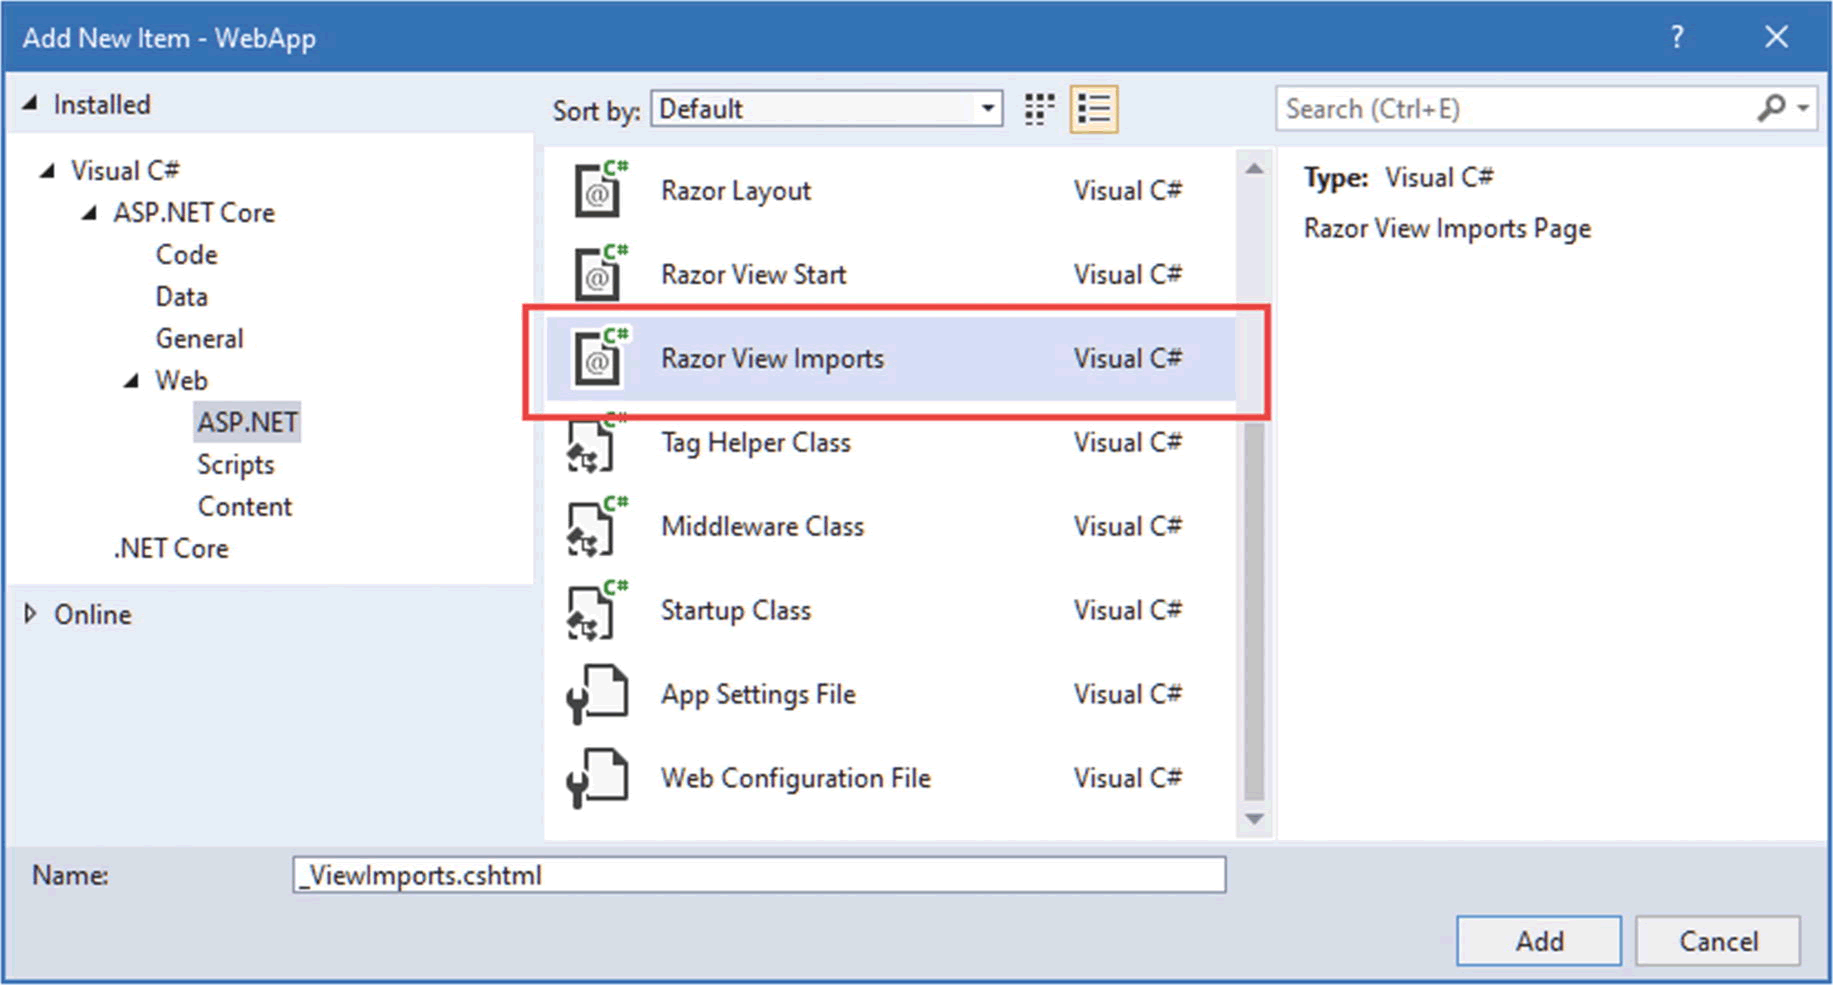 Add New Item - WebApp
?
Installed
Sort by: Default
Search (Ctrl+E)
Visual C#
ASP.NET Core
Code
Data
General
Web
ASP.NET
Scripts
Content
.NET Core
Online
C# @ Razor Layout Visual C#
C# @ Razor View Start Visual C#
C# @ Razor View Imports Visual C#
C# Tag Helper Class Visual C#
C# Middleware Class Visual C#
C# Startup Class Visual C#
App Settings File Visual C#
Web Configuration File Visual C#
Type: Visual C#
Razor View Imports Page
Name: _ViewImports.cshtml
Add Cancel